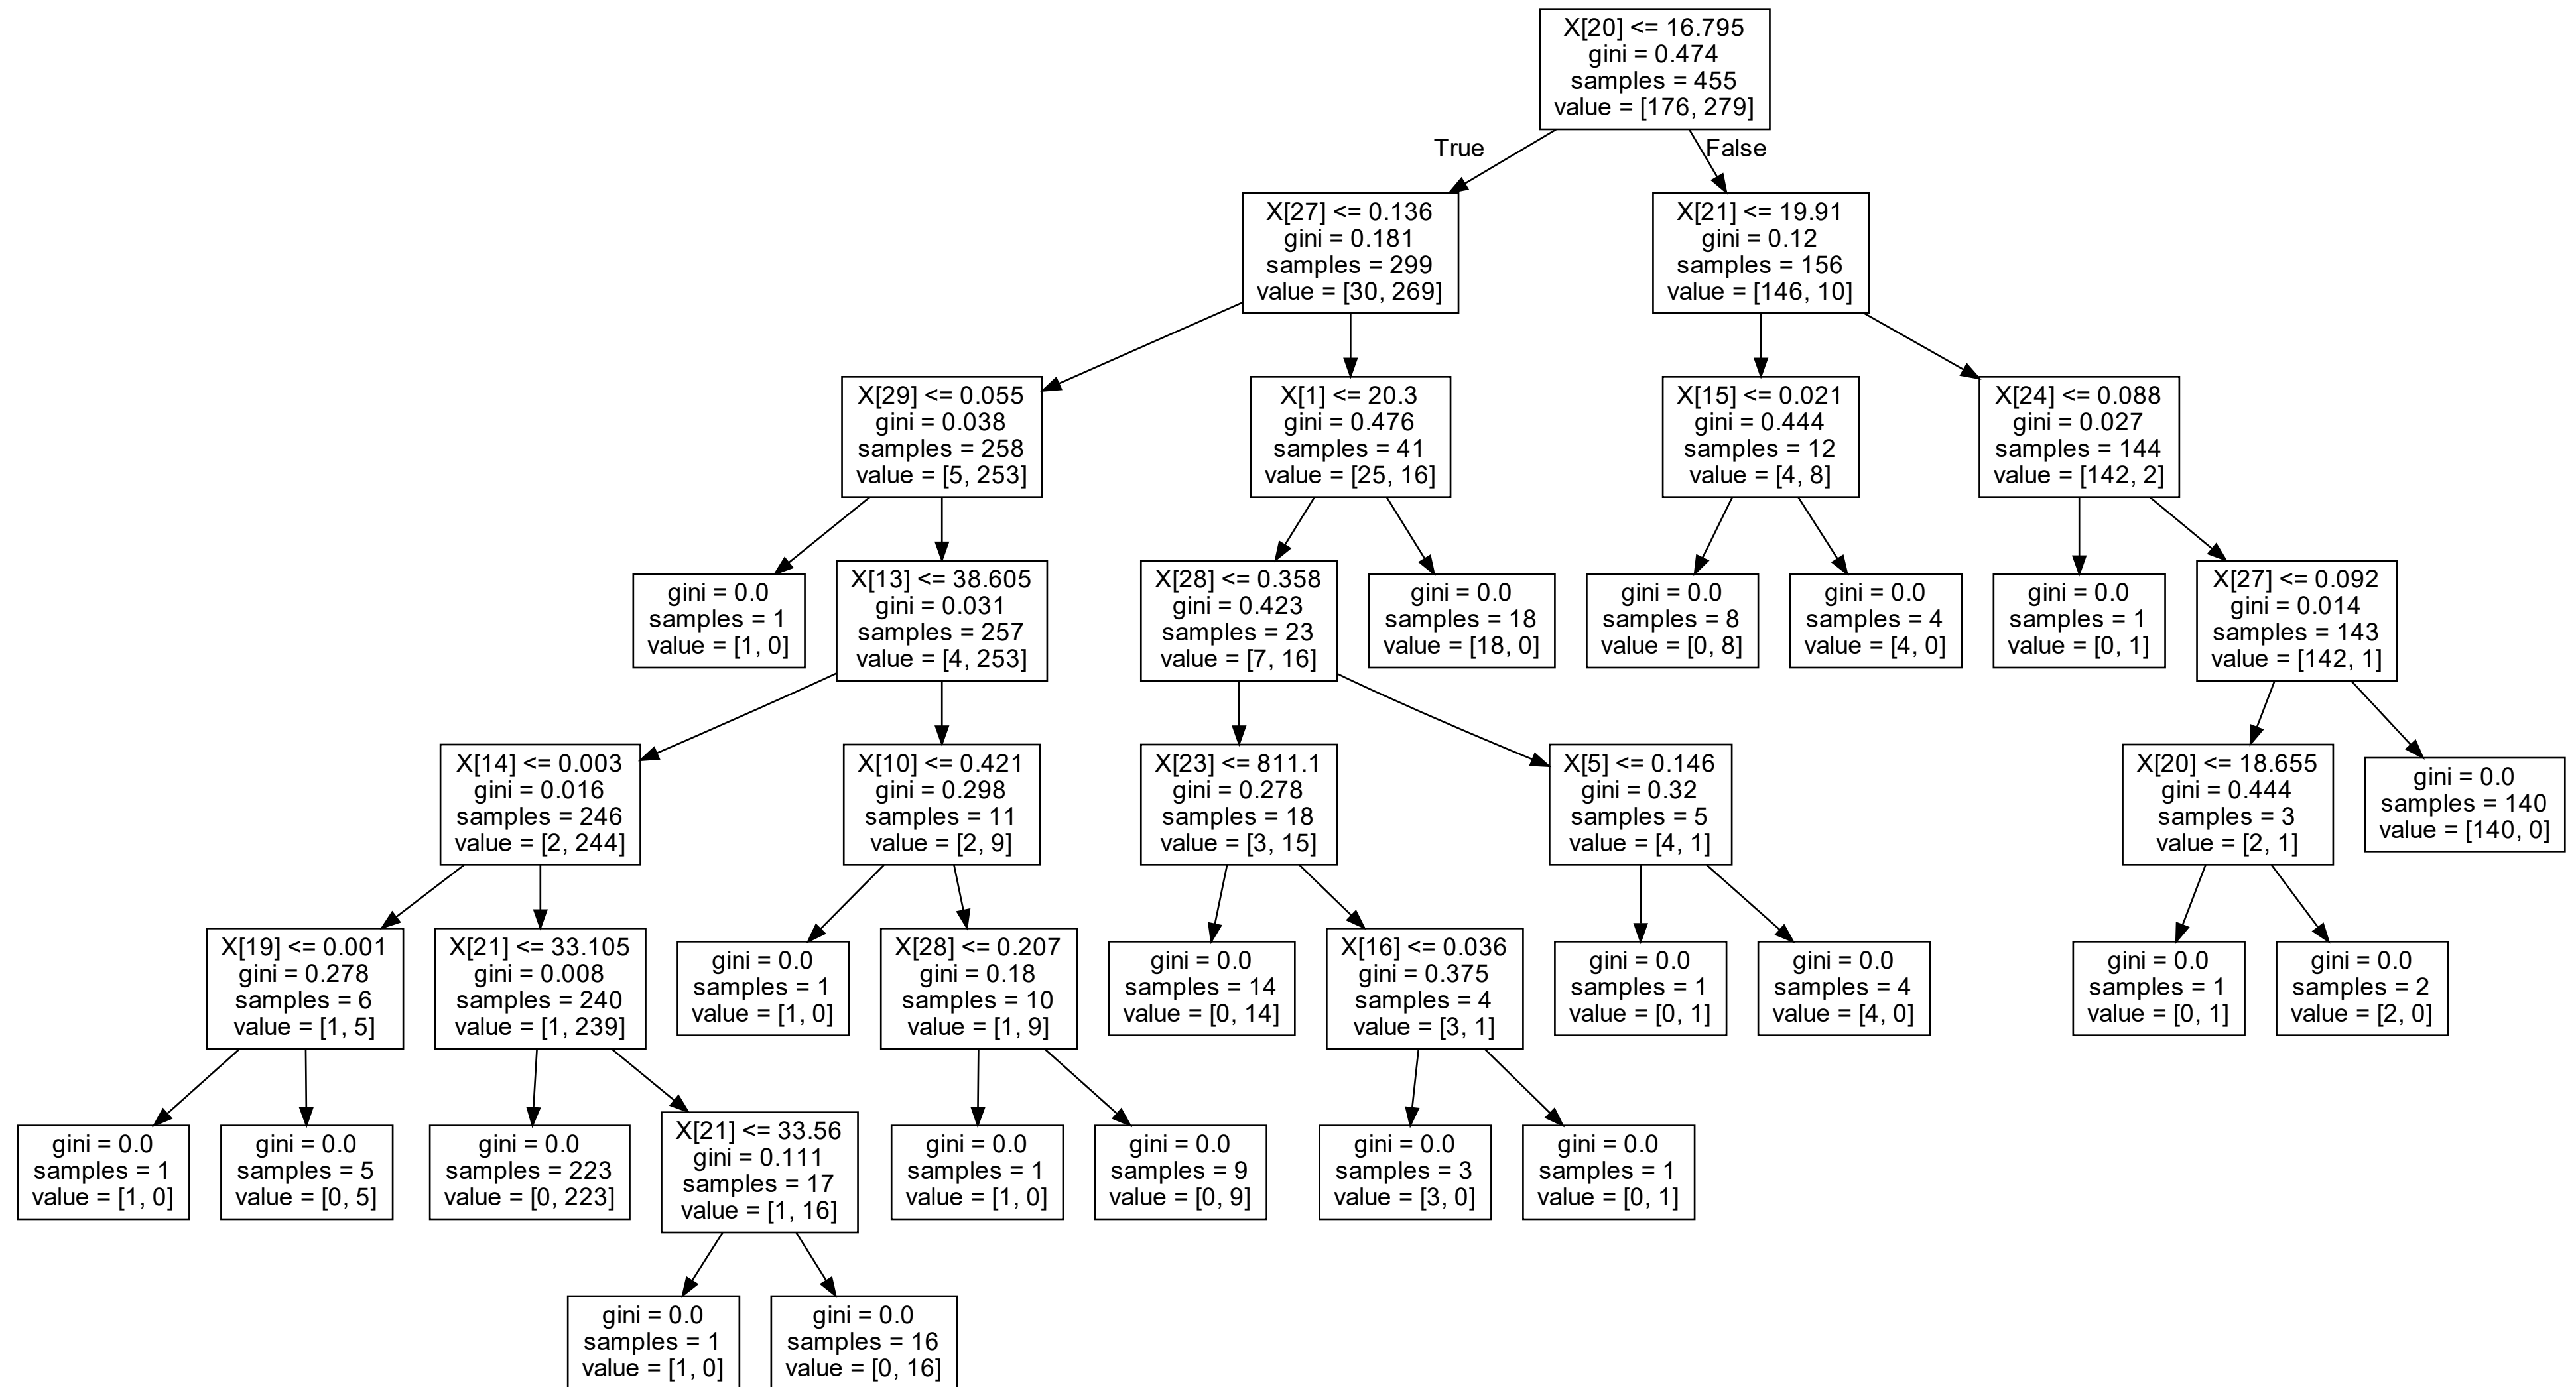 X[20] <= 16.795
gini = 0.474
samples = 455
value = [176, 279]
True
False
X[27] <= 0.136
gini = 0.181
samples = 299
value = [30, 269]
X[21] <= 19.91
gini = 0.12
samples = 156
value = [146, 10]
X[29] <= 0.055
gini = 0.038
samples = 258
value = [5, 253]
X[1] <= 20.3
gini = 0.476
samples = 41
value = [25, 16]
X[15] <= 0.021
gini = 0.444
samples = 12
value = [4, 8]
X[24] <= 0.088
gini = 0.027
samples = 144
value = [142, 2]
gini = 0.0
samples = 1
value = [1, 0]
X[13] <= 38.605
gini = 0.031
samples = 257
value = [4, 253]
X[28] <= 0.358
gini = 0.423
samples = 23
value = [7, 16]
gini = 0.0
samples = 18
value = [18, 0]
gini = 0.0
samples = 8
value = [0, 8]
gini = 0.0
samples = 4
value = [4, 0]
gini = 0.0
samples = 1
value = [0, 1]
X[27] <= 0.092
gini = 0.014
samples = 143
value = [142, 1]
X[14] <= 0.003
gini = 0.016
samples = 246
value = [2, 244]
X[10] <= 0.421
gini = 0.298
samples = 11
value = [2, 9]
X[23] <= 811.1
gini = 0.278
samples = 18
value = [3, 15]
X[5] <= 0.146
gini = 0.32
samples = 5
value = [4, 1]
X[20] <= 18.655
gini = 0.444
samples = 3
value = [2, 1]
gini = 0.0
samples = 140
value = [140, 0]
X[19] <= 0.001
gini = 0.278
samples = 6
value = [1, 5]
X[21] <= 33.105
gini = 0.008
samples = 240
value = [1, 239]
gini = 0.0
samples = 1
value = [1, 0]
X[28] <= 0.207
gini = 0.18
samples = 10
value = [1, 9]
gini = 0.0
samples = 14
value = [0, 14]
X[16] <= 0.036
gini = 0.375
samples = 4
value = [3, 1]
gini = 0.0
samples = 1
value = [0, 1]
gini = 0.0
samples = 4
value = [4, 0]
gini = 0.0
samples = 1
value = [0, 1]
gini = 0.0
samples = 2
value = [2, 0]
gini = 0.0
samples = 1
value = [1, 0]
gini = 0.0
samples = 5
value = [0, 5]
gini = 0.0
samples = 223
value = [0, 223]
X[21] <= 33.56
gini = 0.111
samples = 17
value = [1, 16]
gini = 0.0
samples = 1
value = [1, 0]
gini = 0.0
samples = 9
value = [0, 9]
gini = 0.0
samples = 3
value = [3, 0]
gini = 0.0
samples = 1
value = [0, 1]
gini = 0.0
samples = 1
value = [1, 0]
gini = 0.0
samples = 16
value = [0, 16]